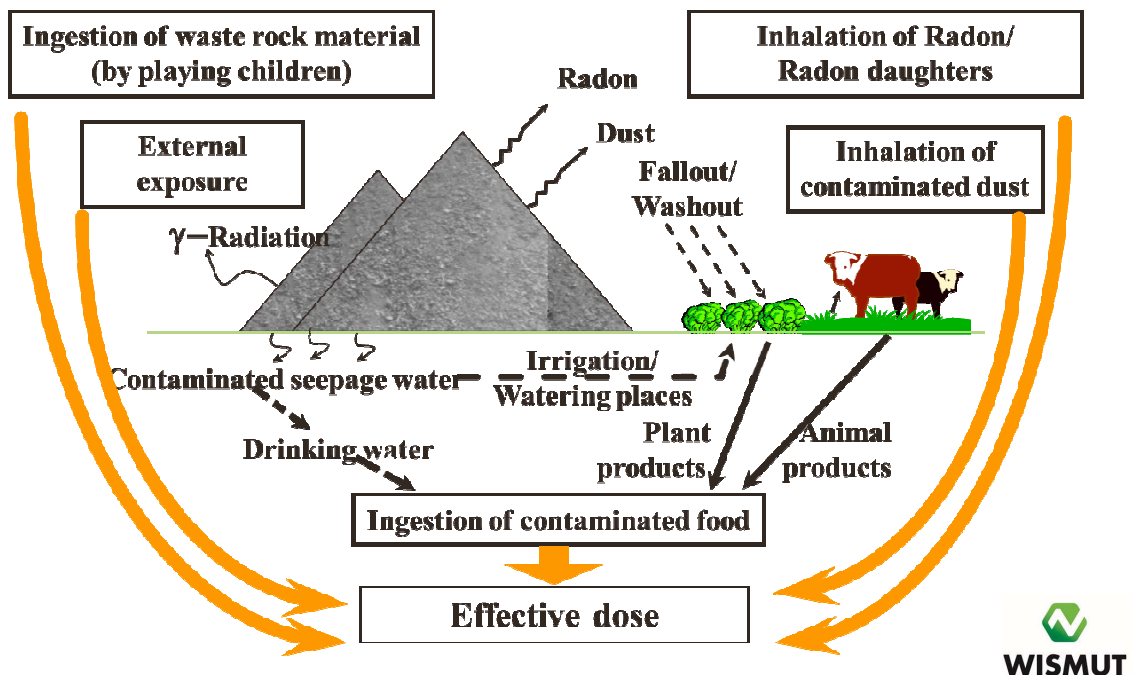 Ingestion of waste rock material
(by playing children)
Inhalation of Radon/
Radon daughters
Radon
External
exposure
Dust
Fallout/
Washout
Inhalation of
contaminated dust
γ–Radiation
Contaminated seepage water
Irrigation/
Watering places
Drinking water
Plant
products
Animal
products
Ingestion of contaminated food
Effective dose
WISMUT